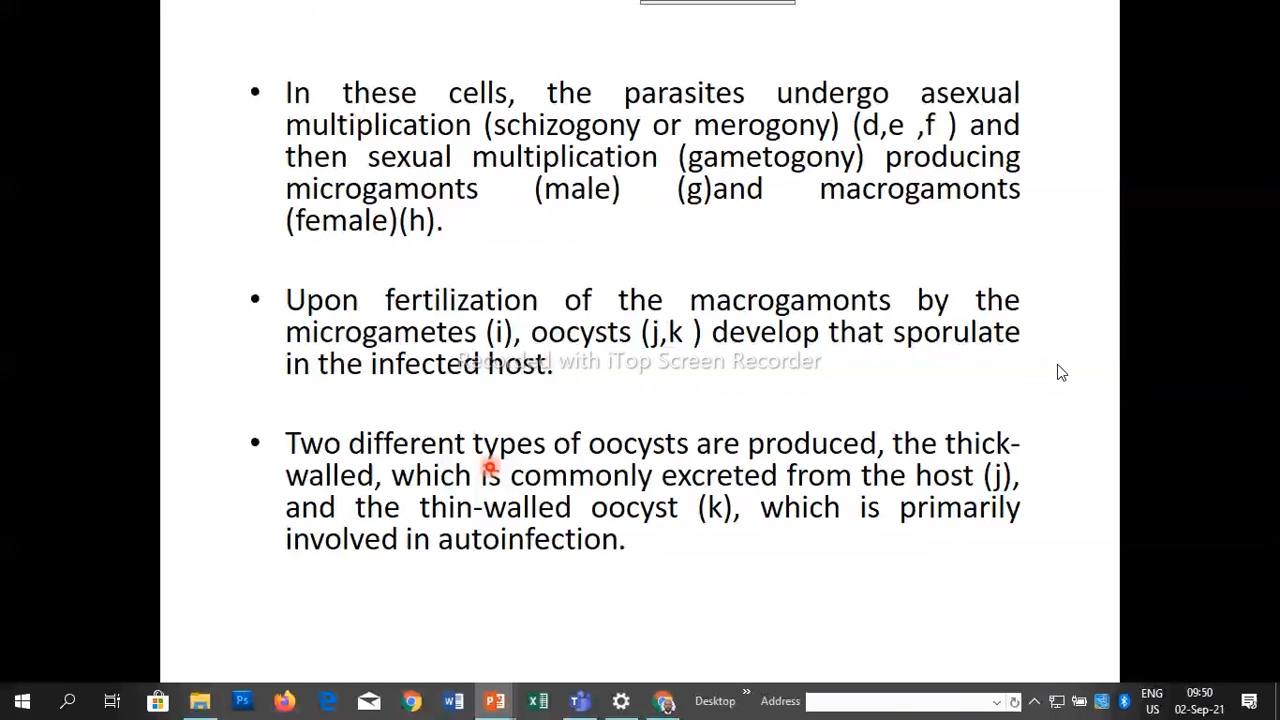 • In these cells, the parasites undergo asexual
multiplication (schizogony or merogony) (d,e ,f ) and
then sexual multiplication (gametogony) producing
microgamonts (male) (g)and macrogamonts
(female)(h).
• Upon fertilization of the macrogamonts by the
microgametes (i), oocysts (j,k ) develop that sporulate
in the infected host.
Recorded with iTop Screen Recorder
• Two different types of oocysts are produced, the thick-
walled, which is commonly excreted from the host (j),
and the thin-walled oocyst (k), which is primarily
involved in autoinfection.
Desktop » Address ENG 09:50
US 02-Sep-21